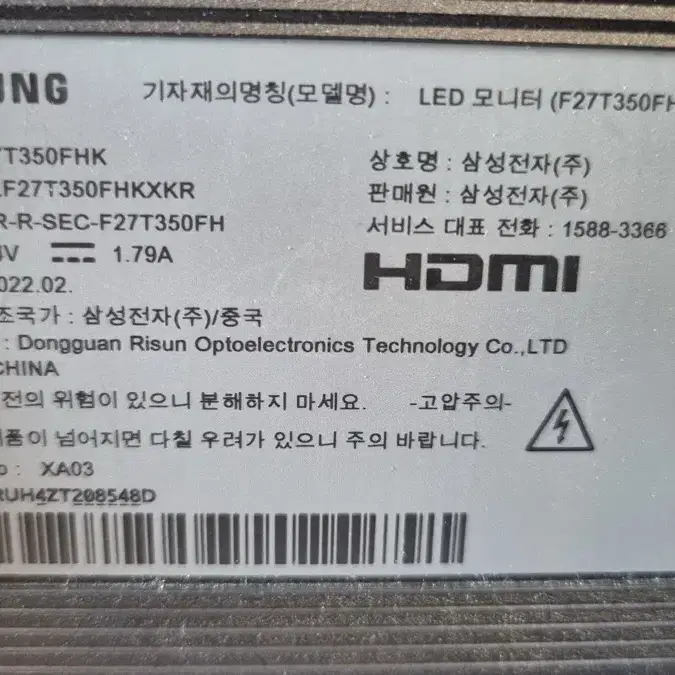 UNG 기자재의명칭(모델명) : LED 모니터 (F27T350FH
T350FHK 상호명 : 삼성전자(주)
F27T350FHKXKR 판매원 : 삼성전자(주)
R-R-SEC-F27T350FH 서비스 대표 전화 : 1588-3366
V 1.79A HDMI
022.02.
조국가 : 삼성전자(주)/중국
: Dongguan Risun Optoelectronics Technology Co.,LTD
CHINA
전의 위험이 있으니 분해하지 마세요. -고압주의-
품이 넘어지면 다칠 우려가 있으니 주의 바랍니다.
o : XA03
RUH4ZT208548D